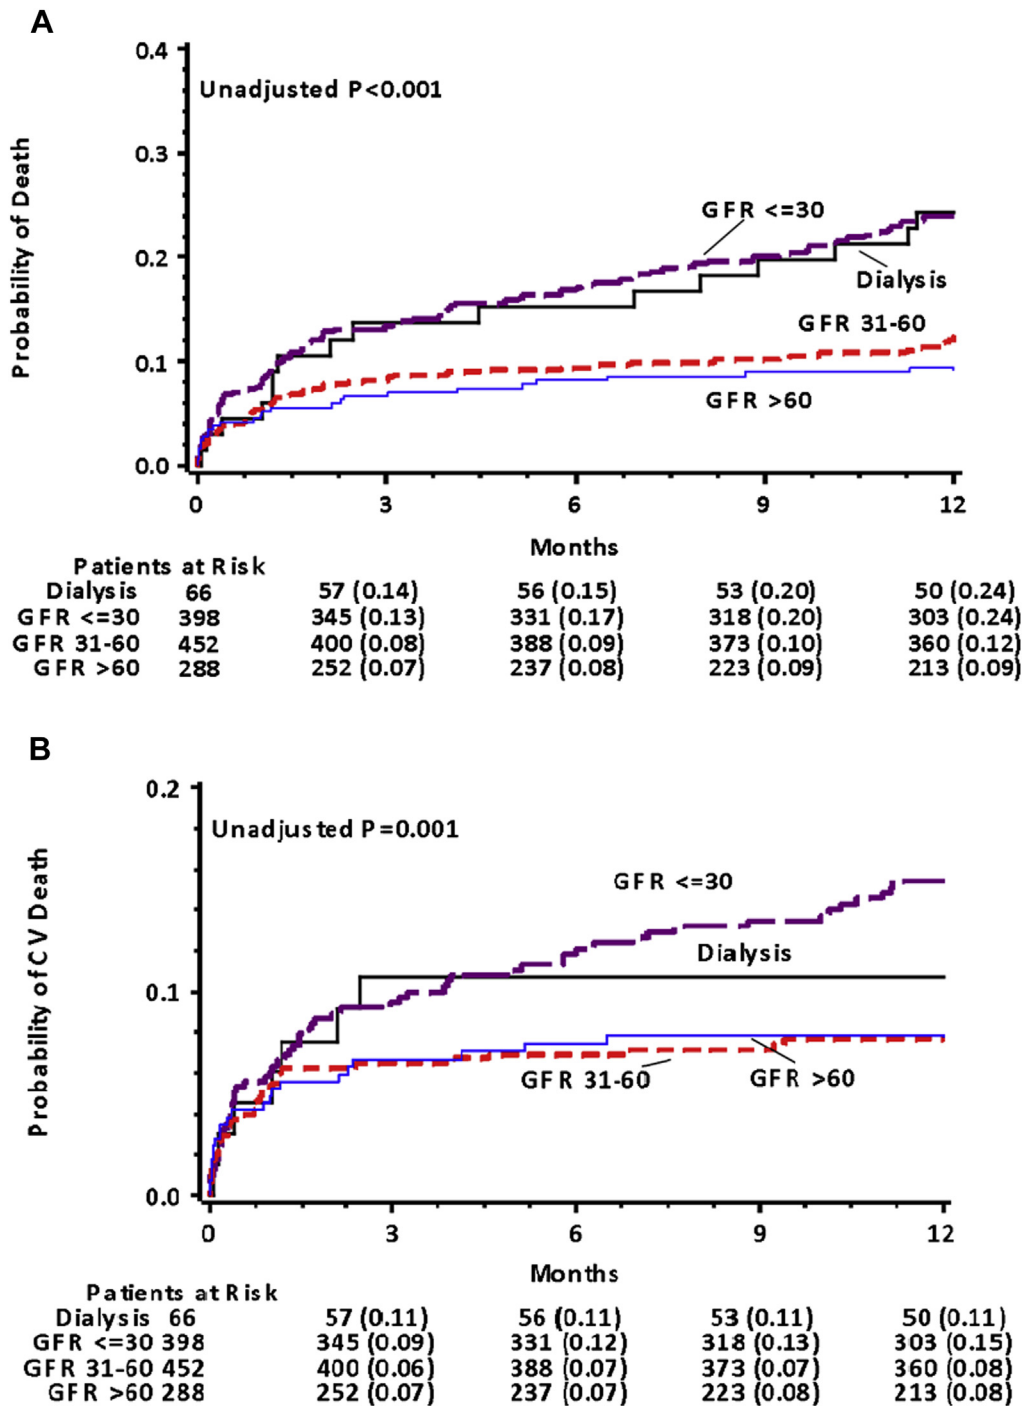 A
0.4
Unadjusted P<0.001
0.3
Probability of Death
GFR <=30
0.2
Dialysis
GFR 31-60
0.1
GFR >60
0.0
0 3 6 9 12
Months
Patients at Risk
Dialysis 66 57 (0.14) 56 (0.15) 53 (0.20) 50 (0.24)
GFR <=30 398 345 (0.13) 331 (0.17) 318 (0.20) 303 (0.24)
GFR 31-60 452 400 (0.08) 388 (0.09) 373 (0.10) 360 (0.12)
GFR >60 288 252 (0.07) 237 (0.08) 223 (0.09) 213 (0.09)
B
0.2
Unadjusted P=0.001
Probability of CV Death
GFR <=30
Dialysis
0.1
GFR 31-60
GFR >60
0.0
0 3 6 9 12
Months
Patients at Risk
Dialysis 66 57 (0.11) 56 (0.11) 53 (0.11) 50 (0.11)
GFR <=30 398 345 (0.09) 331 (0.12) 318 (0.13) 303 (0.15)
GFR 31-60 452 400 (0.06) 388 (0.07) 373 (0.07) 360 (0.08)
GFR >60 288 252 (0.07) 237 (0.07) 223 (0.08) 213 (0.08)